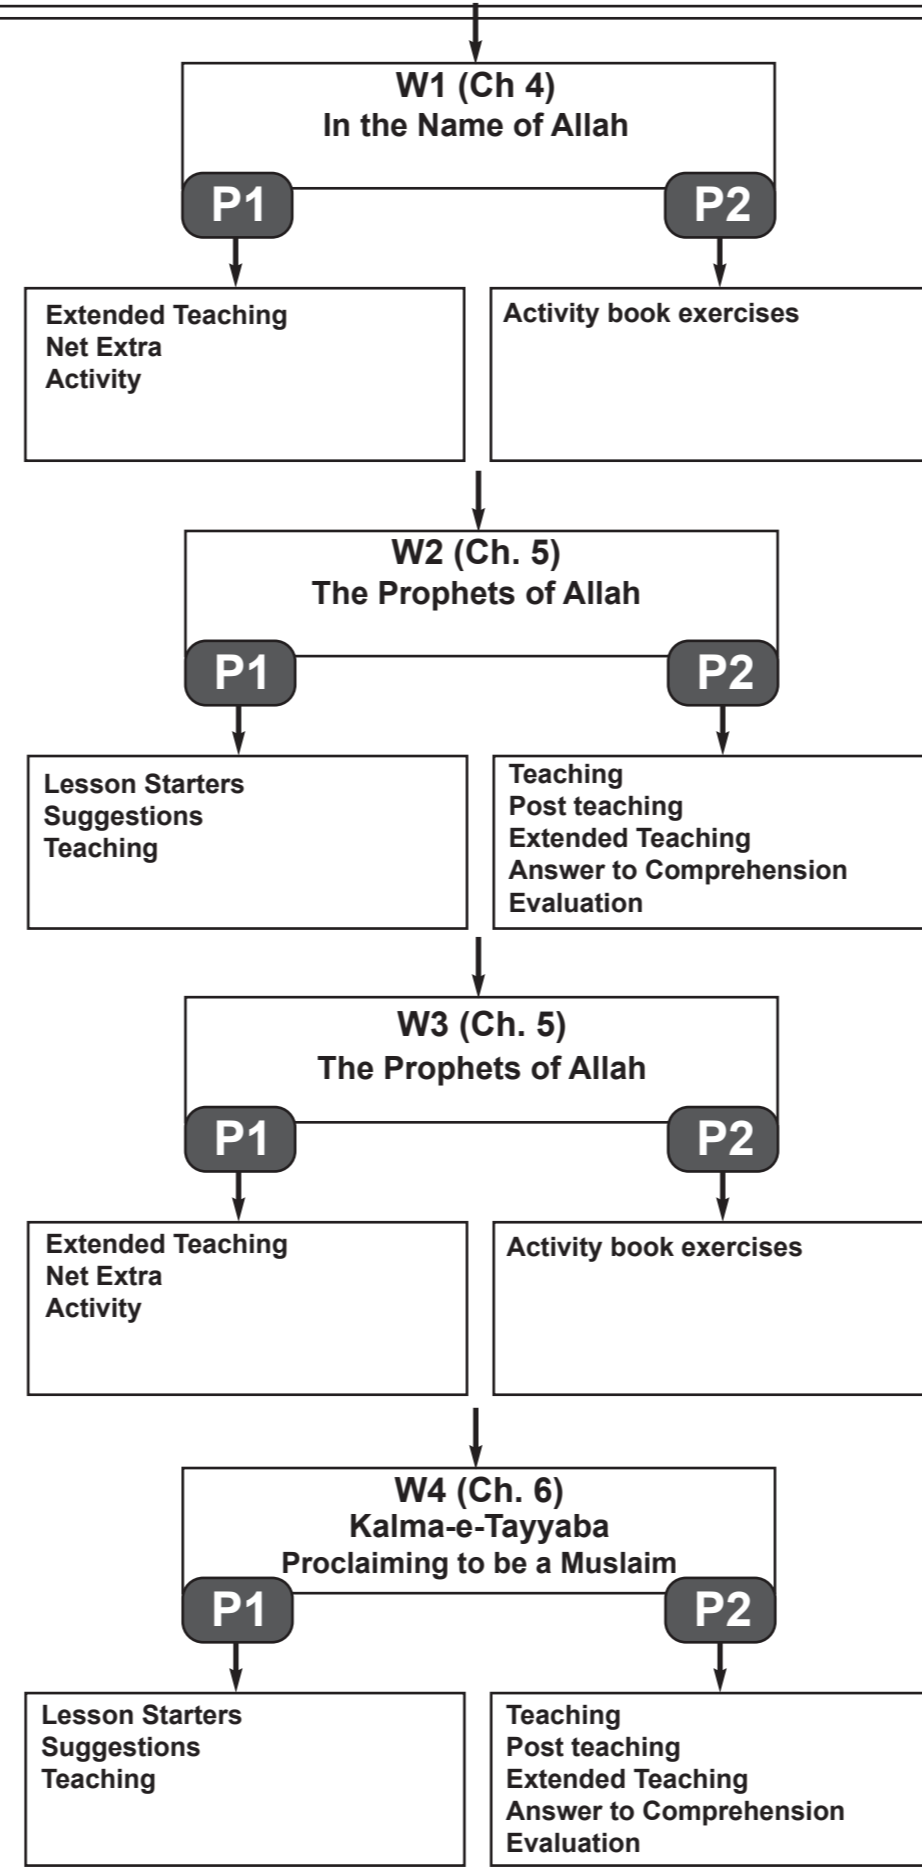 W1 (Ch 4)
In the Name of Allah
P1
P2
Extended Teaching
Net Extra
Activity
Activity book exercises
W2 (Ch. 5)
The Prophets of Allah
P1
P2
Lesson Starters
Suggestions
Teaching
Teaching
Post teaching
Extended Teaching
Answer to Comprehension
Evaluation
W3 (Ch. 5)
The Prophets of Allah
P1
P2
Extended Teaching
Net Extra
Activity
Activity book exercises
W4 (Ch. 6)
Kalma-e-Tayyaba
Proclaiming to be a Muslaim
P1
P2
Lesson Starters
Suggestions
Teaching
Teaching
Post teaching
Extended Teaching
Answer to Comprehension
Evaluation